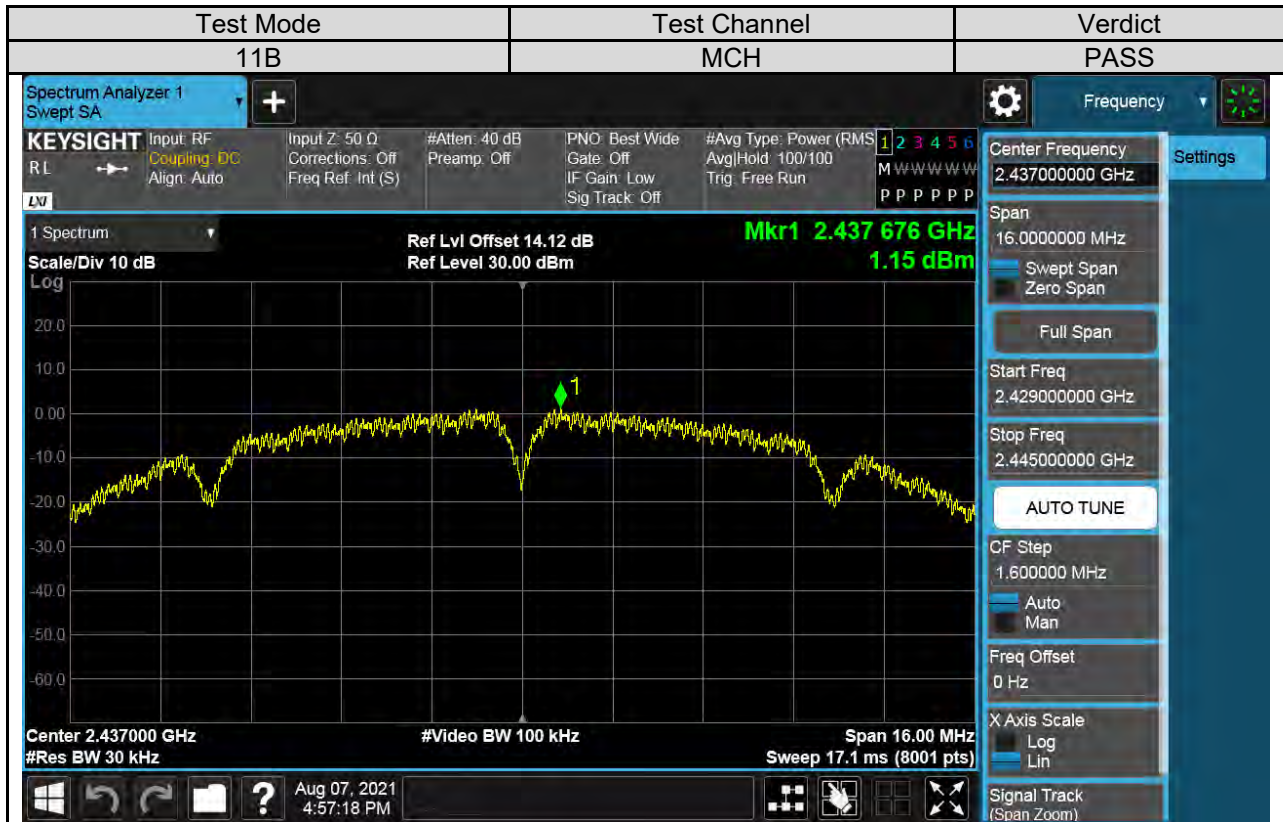 Test Mode Test Channel Verdict
11B MCH PASS
Spectrum Analyzer 1
Swept SA
+
Frequency
KEYSIGHT
RL
LXI
Input: RF
Coupling: DC
Align: Auto
Input Z: 50 Ω
Corrections: Off
Freq Ref: Int (S)
#Atten: 40 dB
Preamp: Off
PNO: Best Wide
Gate: Off
IF Gain: Low
Sig Track: Off
#Avg Type: Power (RMS
Avg|Hold: 100/100
Trig: Free Run
1 2 3 4 5 6
M W W W W W
P P P P P P
1 Spectrum
Scale/Div 10 dB
Ref Lvl Offset 14.12 dB
Ref Level 30.00 dBm
Mkr1 2.437 676 GHz
1.15 dBm
Log
20.0
10.0
0.00
-10.0
-20.0
-30.0
-40.0
-50.0
-60.0
1
Center 2.437000 GHz
#Res BW 30 kHz
#Video BW 100 kHz
Span 16.00 MHz
Sweep 17.1 ms (8001 pts)
Center Frequency
2.437000000 GHz
Settings
Span
16.0000000 MHz
Swept Span
Zero Span
Full Span
Start Freq
2.429000000 GHz
Stop Freq
2.445000000 GHz
AUTO TUNE
CF Step
1.600000 MHz
Auto
Man
Freq Offset
0 Hz
X Axis Scale
Log
Lin
Signal Track
(Span Zoom)
?
Aug 07, 2021
4:57:18 PM